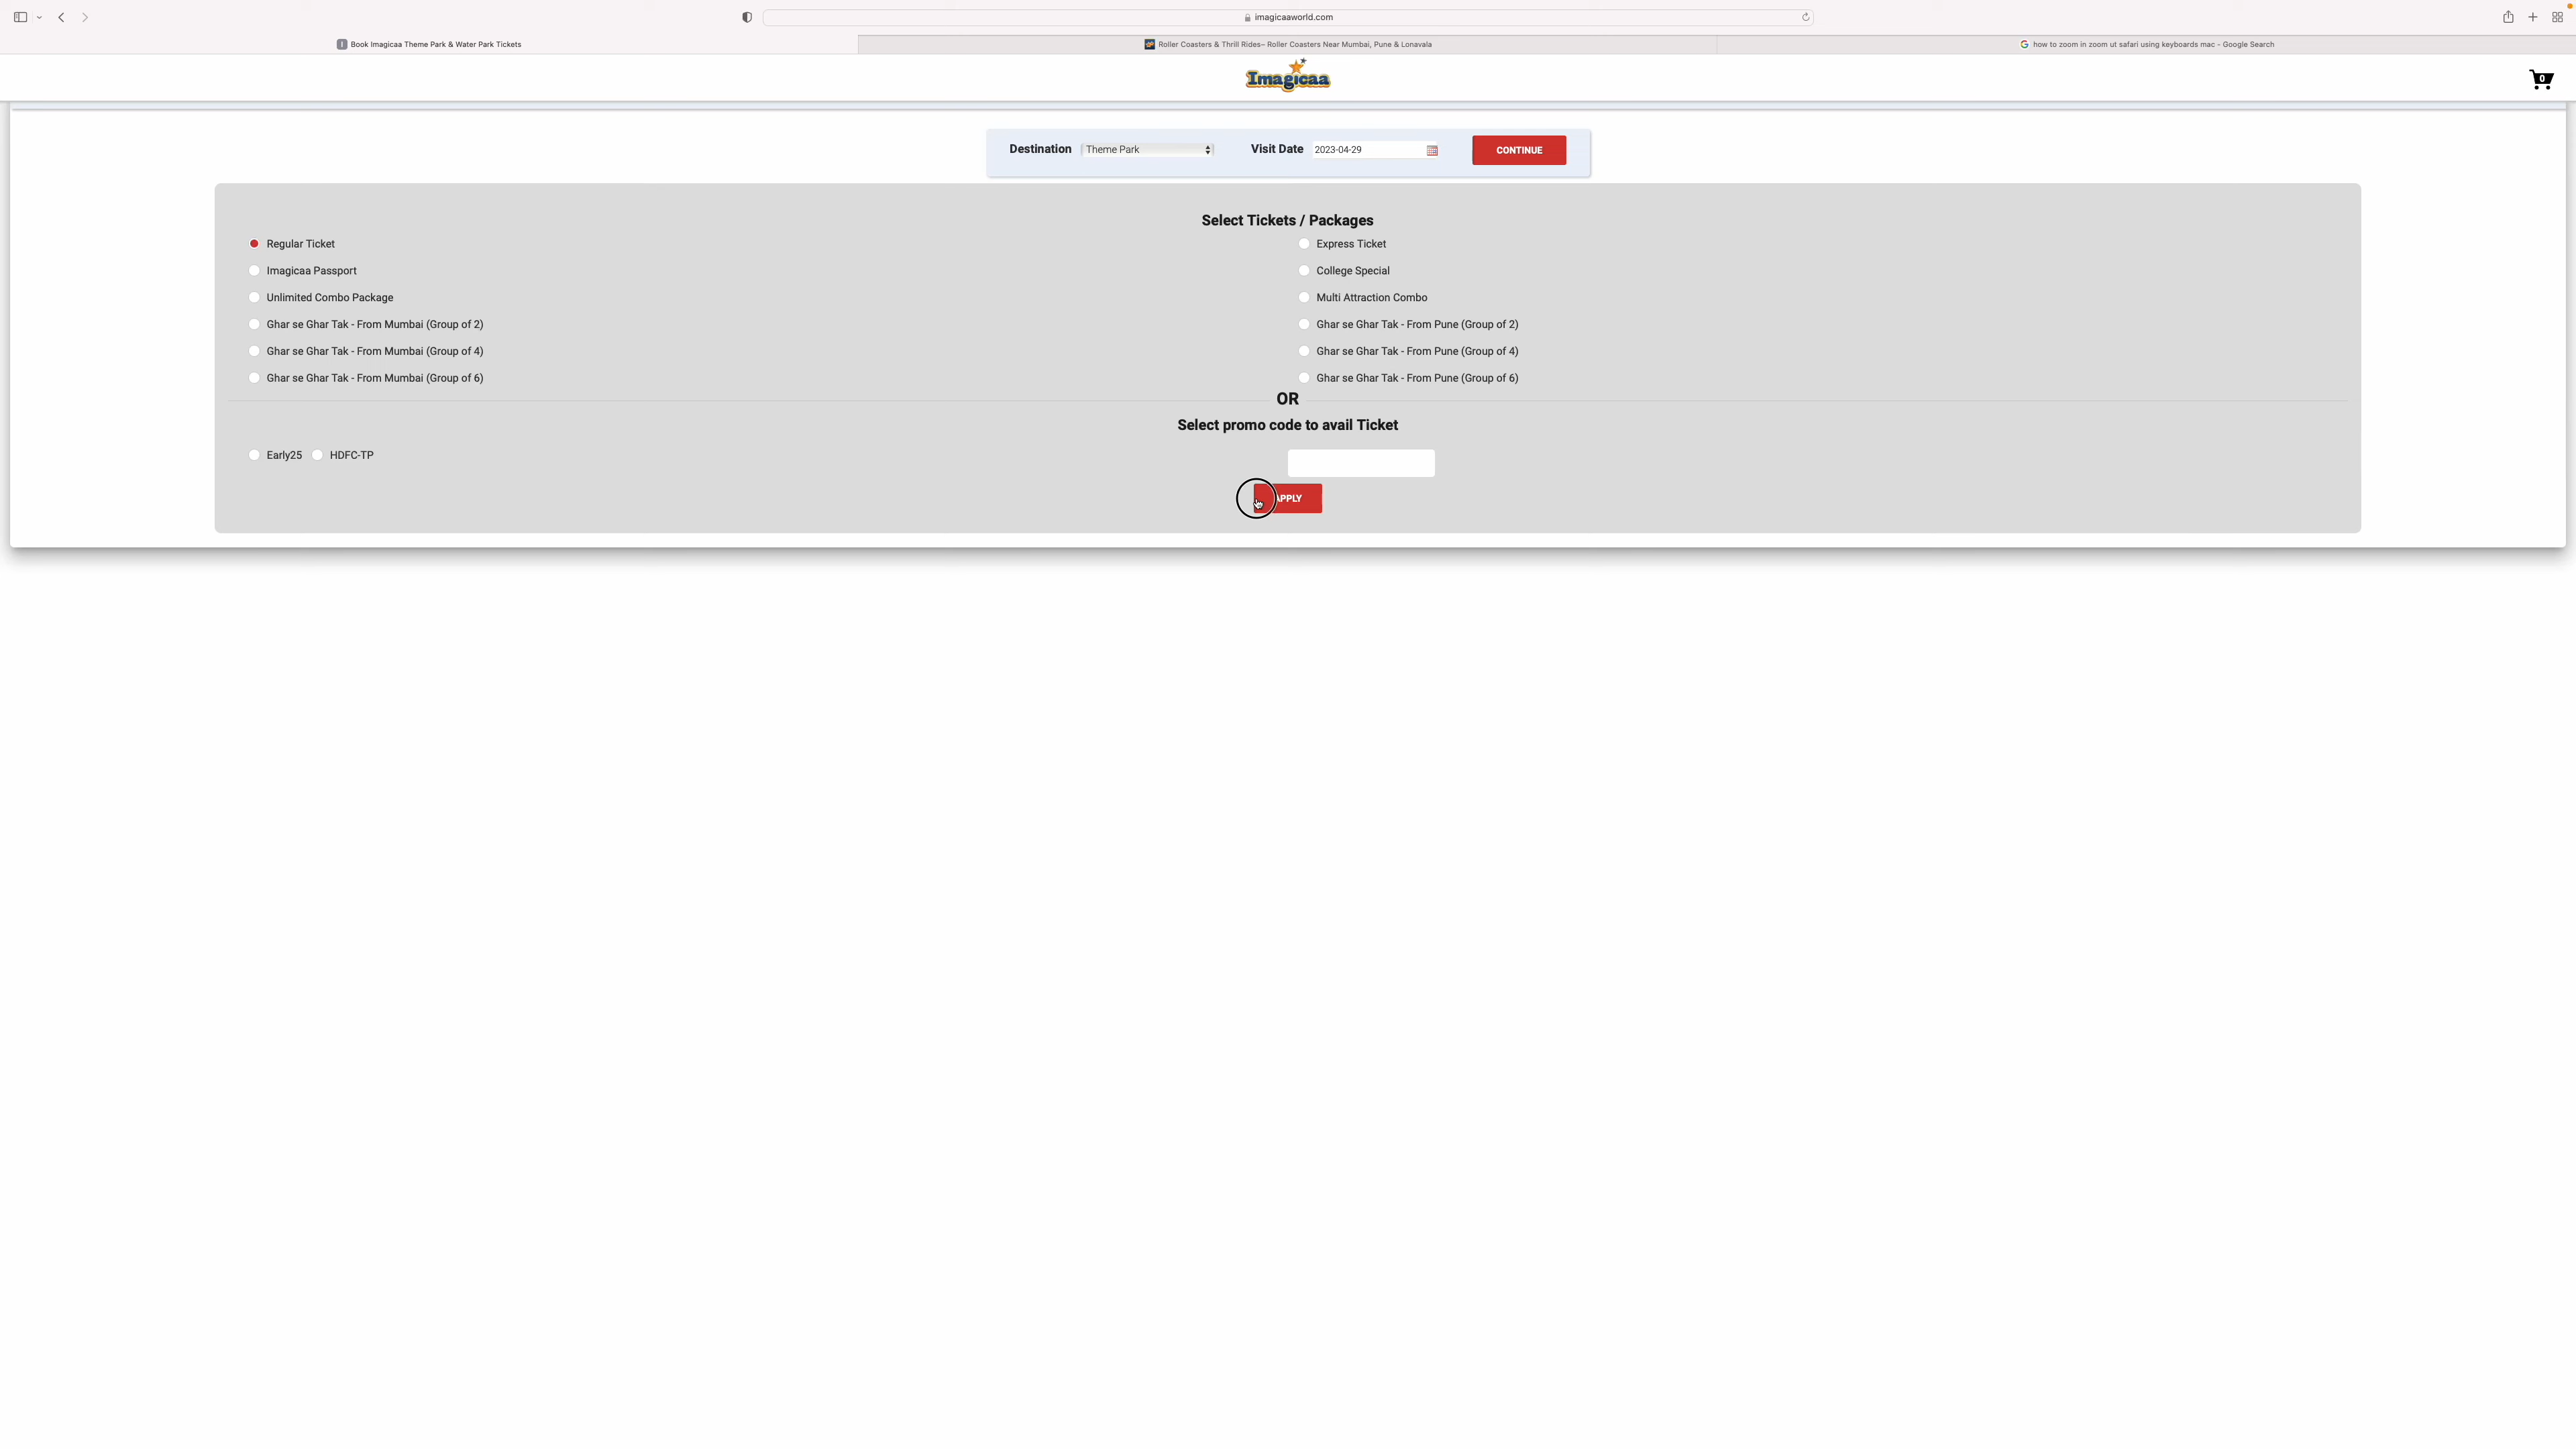 imagicaaworld.com
Book Imagicaa Theme Park & Water Park Tickets
Roller Coasters & Thrill Rides– Roller Coasters Near Mumbai, Pune & Lonavala
how to zoom in zoom ut safari using keyboards mac - Google Search
Imagicaa
0
Destination Theme Park Visit Date 2023-04-29 CONTINUE
Select Tickets / Packages
Regular Ticket Express Ticket
Imagicaa Passport College Special
Unlimited Combo Package Multi Attraction Combo
Ghar se Ghar Tak - From Mumbai (Group of 2) Ghar se Ghar Tak - From Pune (Group of 2)
Ghar se Ghar Tak - From Mumbai (Group of 4) Ghar se Ghar Tak - From Pune (Group of 4)
Ghar se Ghar Tak - From Mumbai (Group of 6) Ghar se Ghar Tak - From Pune (Group of 6)
OR
Select promo code to avail Ticket
Early25 HDFC-TP
APPLY